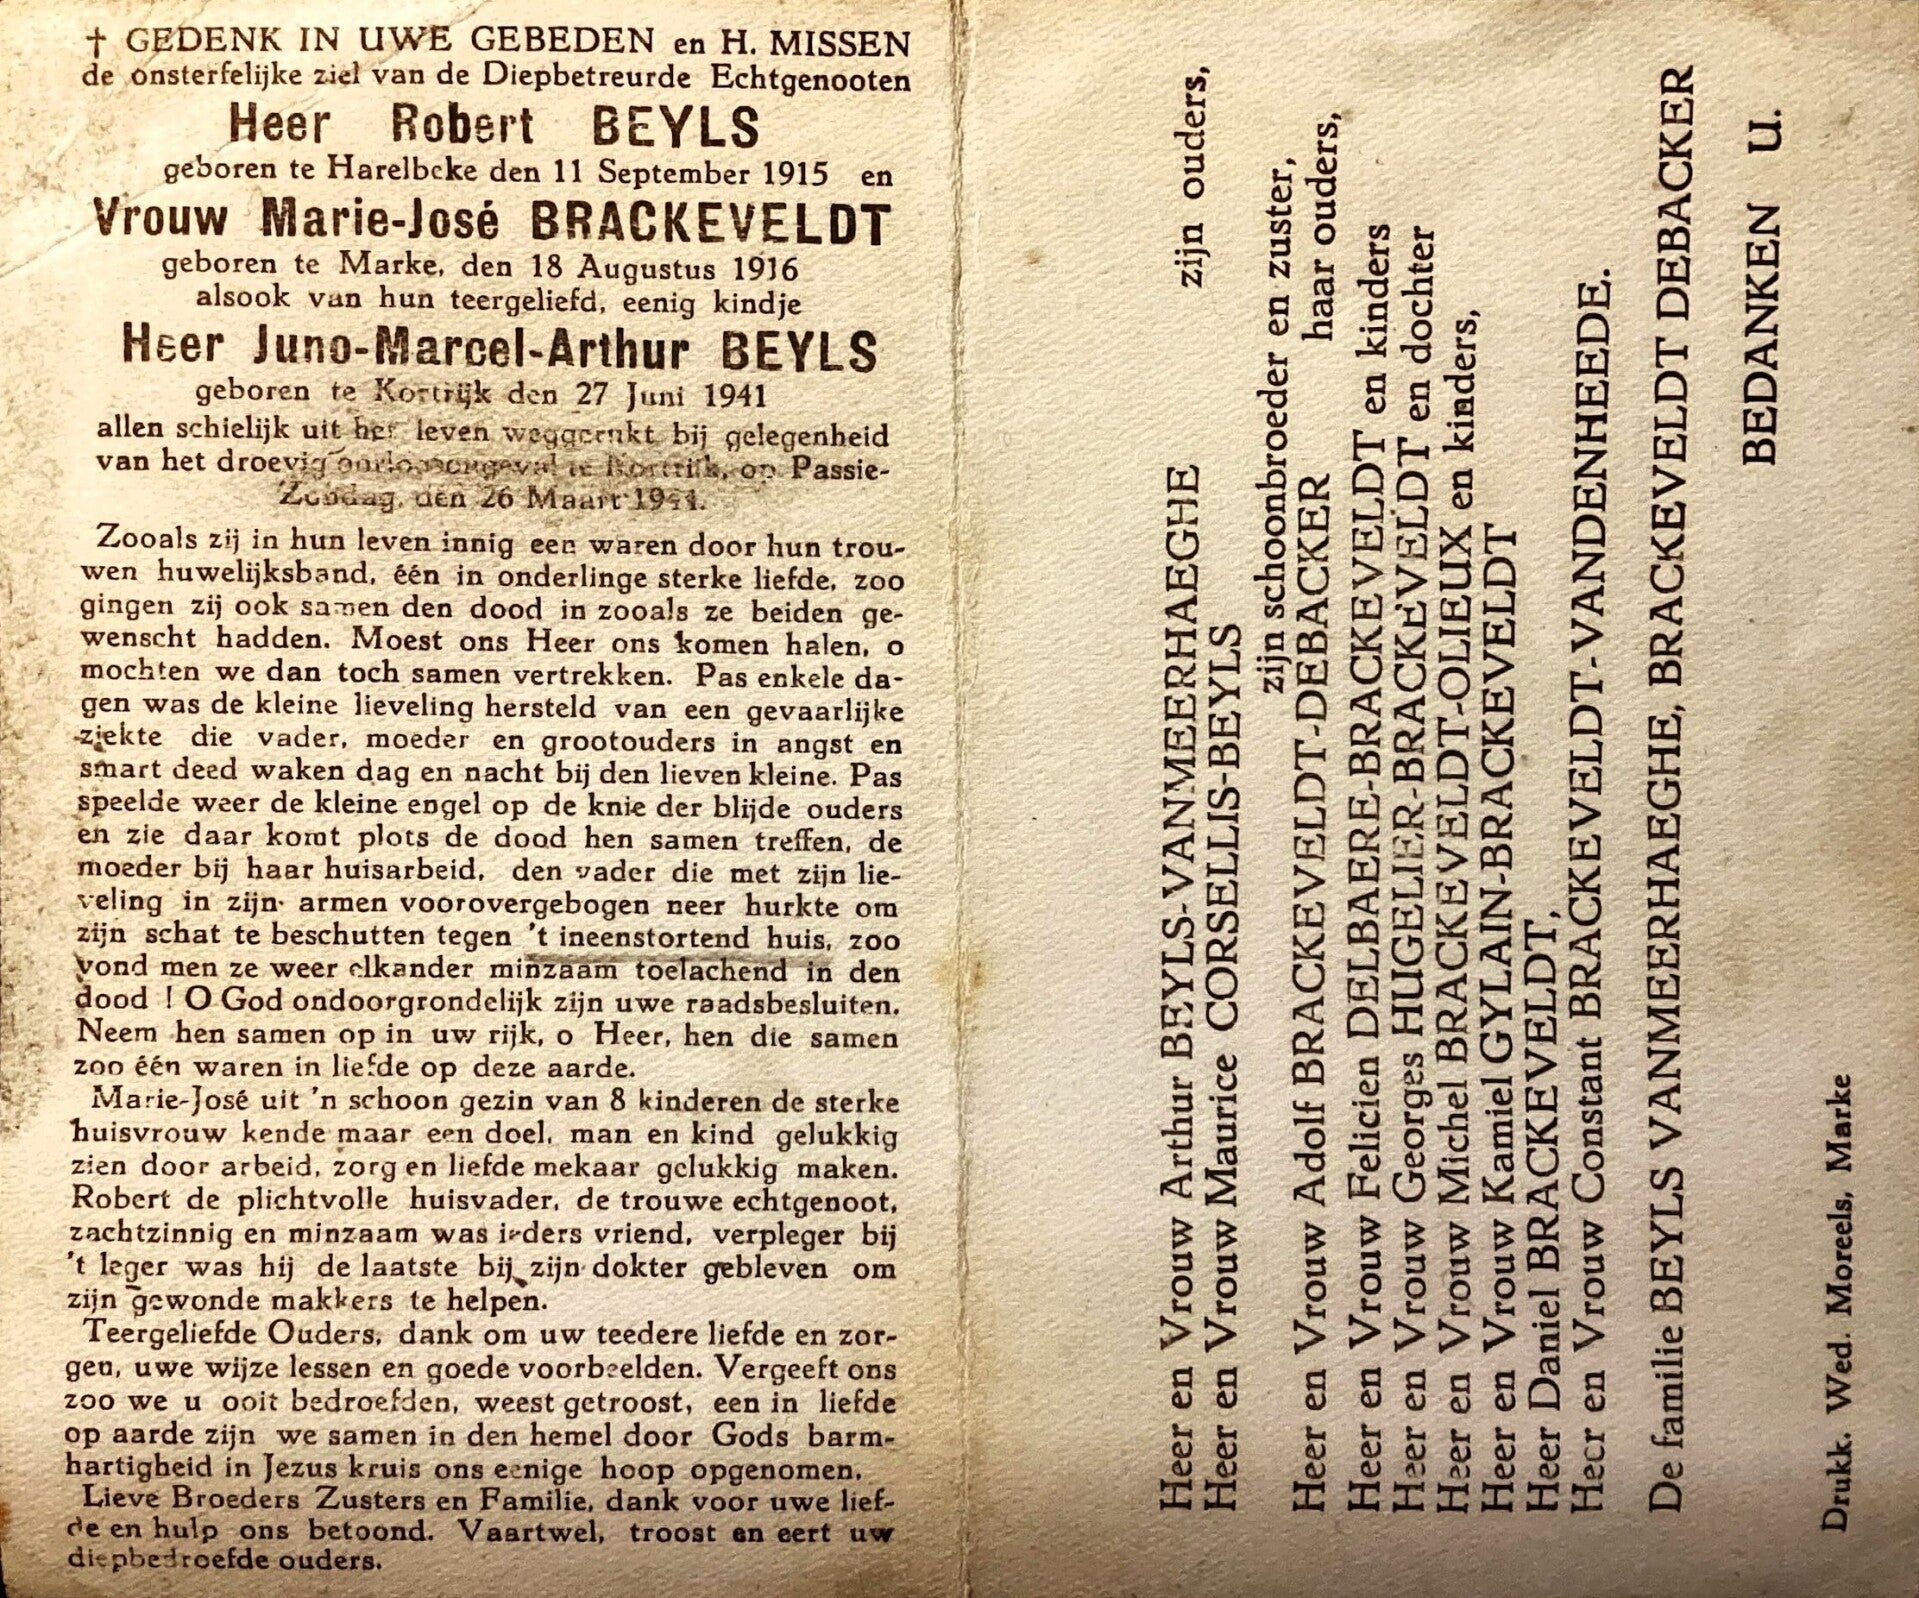 ✝ GEDENK IN UWE GEBEDEN en H. MISSEN
de onsterfelijke ziel van de Diepbetreurde Echtgenooten
Heer Robert BEYLS
geboren te Harelbeke den 11 September 1915 en
Vrouw Marie-José BRACKEVELDT
geboren te Marke, den 18 Augustus 1916
alsook van hun teergeliefd, eenig kindje
Heer Juno-Marcel-Arthur BEYLS
geboren te Kortrijk den 27 Juni 1941
allen schielijk uit het leven weggerukt bij gelegenheid
van het droevig oorlogsongeval te Kortrijk, op Passie-
Zondag, den 26 Maart 1944.
Zooals zij in hun leven innig een waren door hun trou-
wen huwelijksband, één in onderlinge sterke liefde, zoo
gingen zij ook samen den dood in zooals ze beiden ge-
wenscht hadden. Moest ons Heer ons komen halen, o
mochten we dan toch samen vertrekken. Pas enkele da-
gen was de kleine lieveling hersteld van een gevaarlijke
ziekte die vader, moeder en grootouders in angst en
smart deed waken dag en nacht bij den lieven kleine. Pas
speelde weer de kleine engel op de knie der blijde ouders
en zie daar komt plots de dood hen samen treffen, de
moeder bij haar huisarbeid, den vader die met zijn lie-
veling in zijn armen voorovergebogen neer hurkte om
zijn schat te beschutten tegen 't ineenstortend huis, zoo
vond men ze weer elkander minzaam toelachend in den
dood ! O God ondoorgrondelijk zijn uwe raadsbesluiten.
Neem hen samen op in uw rijk, o Heer, hen die samen
zoo één waren in liefde op deze aarde.
Marie-José uit 'n schoon gezin van 8 kinderen de sterke
huisvrouw kende maar een doel, man en kind gelukkig
zien door arbeid, zorg en liefde mekaar gelukkig maken.
Robert de plichtvolle huisvader, de trouwe echtgenoot,
zachtzinnig en minzaam was ieders vriend, verpleger bij
't leger was hij de laatste bij zijn dokter gebleven om
zijn gewonde makkers te helpen.
Teergeliefde Ouders, dank om uw teedere liefde en zor-
gen, uwe wijze lessen en goede voorbeelden. Vergeeft ons
zoo we u ooit bedroefden, weest getroost, een in liefde
op aarde zijn we samen in den hemel door Gods barm-
hartigheid in Jezus kruis ons eenige hoop opgenomen.
Lieve Broeders Zusters en Familie, dank voor uwe lief-
de en hulp ons betoond. Vaartwel, troost en eert uw
diepbedroefde ouders.
Heer en Vrouw Arthur BEYLS-VANMEERHAEGHE zijn ouders,
Heer en Vrouw Maurice CORSELLIS-BEYLS
zijn schoonbroeder en zuster,
Heer en Vrouw Adolf BRACKEVELDT-DEBACKER haar ouders,
Heer en Vrouw Felicien DELBAERE-BRACKEVELDT en kinders
Heer en Vrouw Georges HUGELIER-BRACKEVELDT en dochter
Heer en Vrouw Michel BRACKEVELDT-OLIEUX en kinders,
Heer en Vrouw Kamiel GYLAIN-BRACKEVELDT
Heer Daniel BRACKEVELDT,
Heer en Vrouw Constant BRACKEVELDT-VANDENHEEDE.
De familie BEYLS VANMEERHAEGHE, BRACKEVELDT DEBACKER
BEDANKEN U.
Drukk. Wed. Moreels, Marke